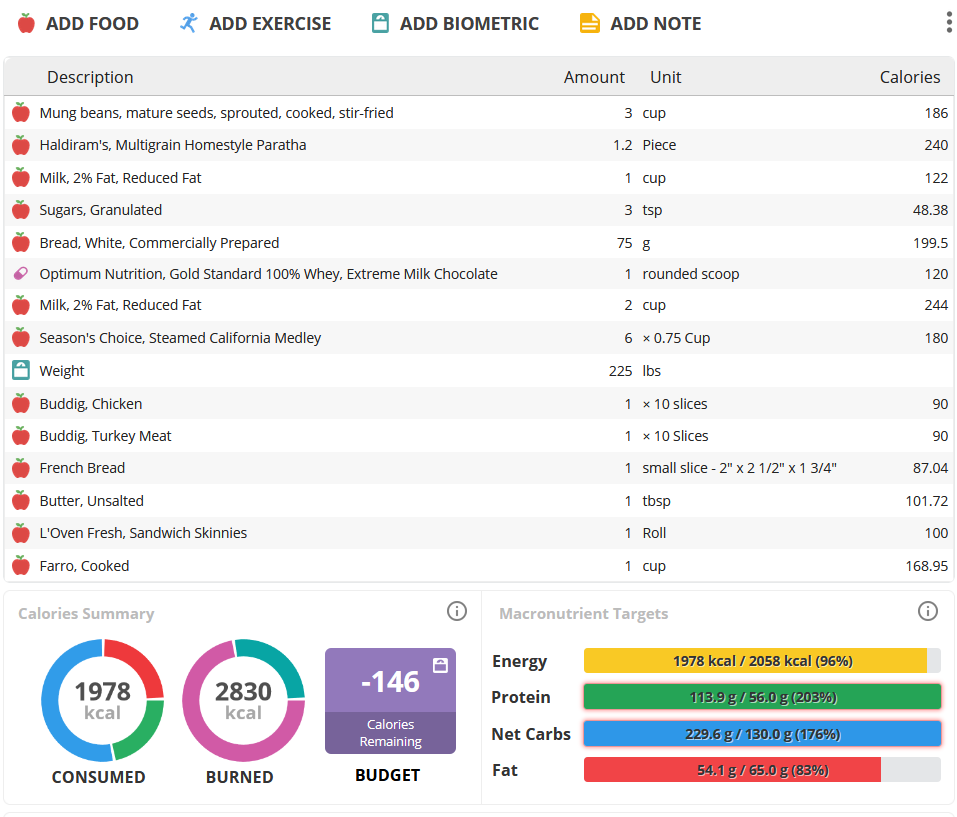 ADD FOOD ADD EXERCISE ADD BIOMETRIC ADD NOTE
Description Amount Unit Calories
Mung beans, mature seeds, sprouted, cooked, stir-fried 3 cup 186
Haldiram's, Multigrain Homestyle Paratha 1.2 Piece 240
Milk, 2% Fat, Reduced Fat 1 cup 122
Sugars, Granulated 3 tsp 48.38
Bread, White, Commercially Prepared 75 g 199.5
Optimum Nutrition, Gold Standard 100% Whey, Extreme Milk Chocolate 1 rounded scoop 120
Milk, 2% Fat, Reduced Fat 2 cup 244
Season's Choice, Steamed California Medley 6 × 0.75 Cup 180
Weight 225 lbs
Buddig, Chicken 1 × 10 slices 90
Buddig, Turkey Meat 1 × 10 Slices 90
French Bread 1 small slice - 2" x 2 1/2" x 1 3/4" 87.04
Butter, Unsalted 1 tbsp 101.72
L'Oven Fresh, Sandwich Skinnies 1 Roll 100
Farro, Cooked 1 cup 168.95
Calories Summary
1978
kcal
CONSUMED
2830
kcal
BURNED
-146
Calories
Remaining
BUDGET
Macronutrient Targets
Energy 1978 kcal / 2058 kcal (96%)
Protein 113.9 g / 56.0 g (203%)
Net Carbs 229.6 g / 130.0 g (176%)
Fat 54.1 g / 65.0 g (83%)